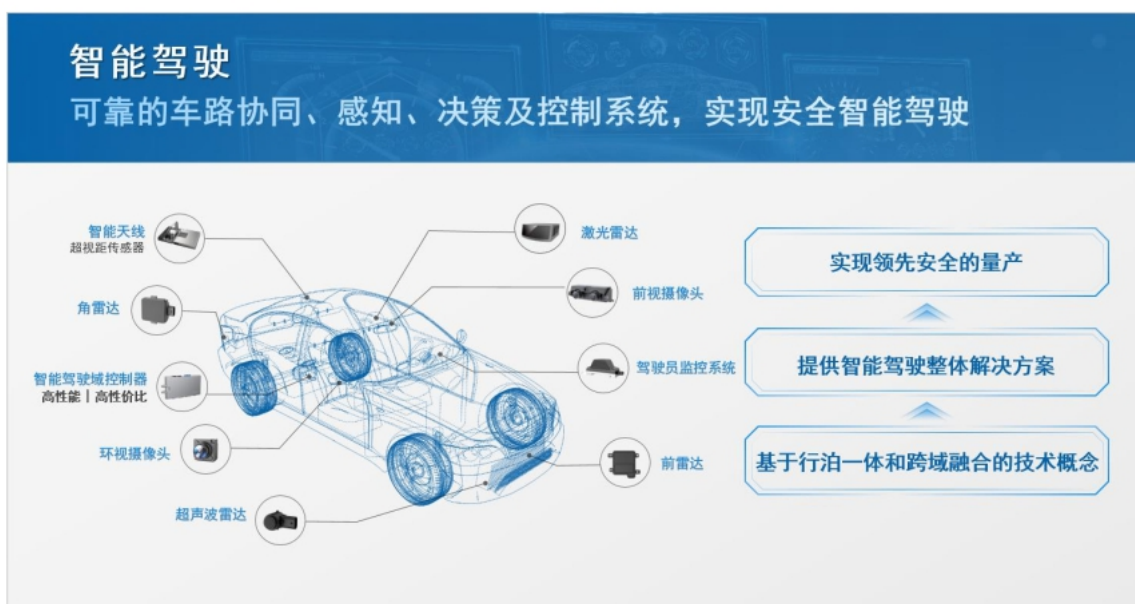 智能驾驶
可靠的车路协同、感知、决策及控制系统，实现安全智能驾驶
智能天线
超视距传感器
角雷达
智能驾驶域控制器
高性能｜高性价比
环视摄像头
超声波雷达
激光雷达
前视摄像头
驾驶员监控系统
前雷达
实现领先安全的量产
提供智能驾驶整体解决方案
基于行泊一体和跨域融合的技术概念